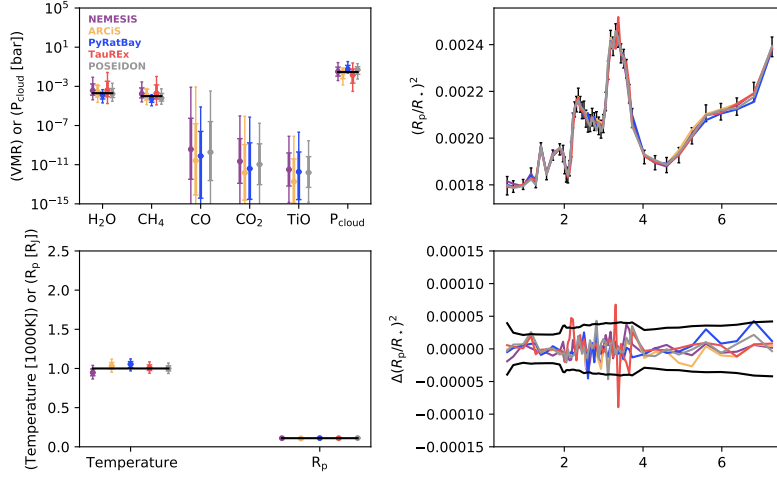 NEMESIS
ARCiS
PyRatBay
TauREx
POSEIDON
(VMR) or (P_cloud [bar])
10^1
10^−3
10^−7
10^−11
10^−15
H₂O CH₄ CO CO₂ TiO P_cloud
(R_p/R⋆)²
0.0024
0.0022
0.0020
0.0018
2 4 6
(Temperature [1000K]) or (R_p [R_J])
2.5
2.0
1.5
1.0
0.5
0.0
Temperature R_p
Δ(R_p/R⋆)²
0.00015
0.00010
0.00005
0.00000
−0.00005
−0.00010
−0.00015
2 4 6